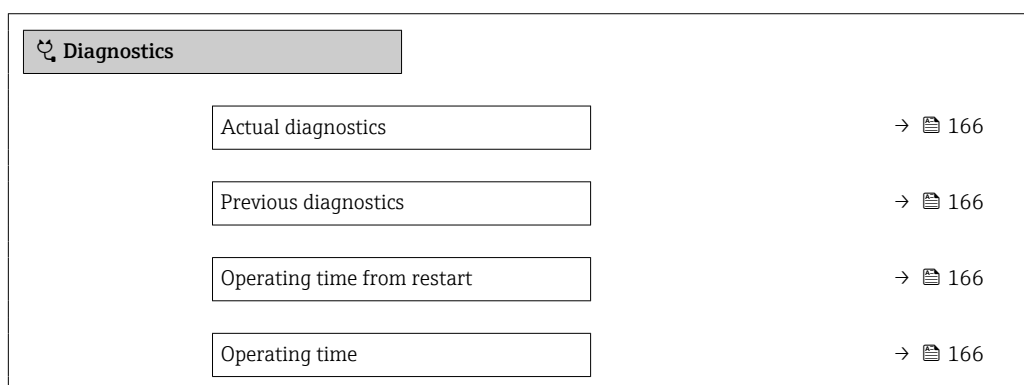 Diagnostics
Actual diagnostics → 166
Previous diagnostics → 166
Operating time from restart → 166
Operating time → 166